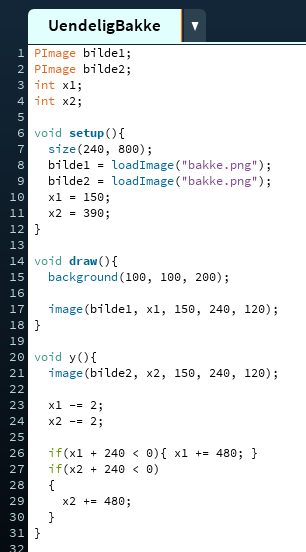 UendeligBakke ▼
1 PImage bilde1;
2 PImage bilde2;
3 int x1;
4 int x2;
5
6 void setup(){
7 size(240, 800);
8 bilde1 = loadImage("bakke.png");
9 bilde2 = loadImage("bakke.png");
10 x1 = 150;
11 x2 = 390;
12 }
13
14 void draw(){
15 background(100, 100, 200);
16
17 image(bilde1, x1, 150, 240, 120);
18 }
19
20 void y(){
21 image(bilde2, x2, 150, 240, 120);
22
23 x1 -= 2;
24 x2 -= 2;
25
26 if(x1 + 240 < 0){ x1 += 480; }
27 if(x2 + 240 < 0)
28 {
29 x2 += 480;
30 }
31 }
32